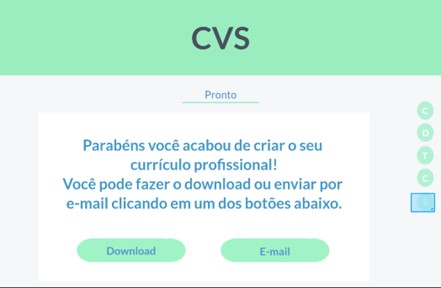 CVS
Pronto
Parabéns você acabou de criar o seu
currículo profissional!
Você pode fazer o download ou enviar por
e-mail clicando em um dos botões abaixo.
Download
E-mail
C
D
T
C